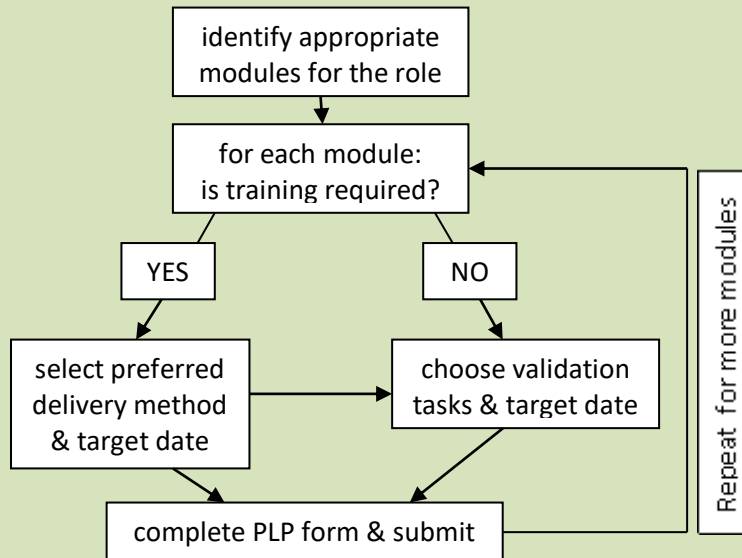 identify appropriate
modules for the role
for each module:
is training required?
YES
NO
select preferred
delivery method
& target date
choose validation
tasks & target date
complete PLP form & submit
Repeat for more modules